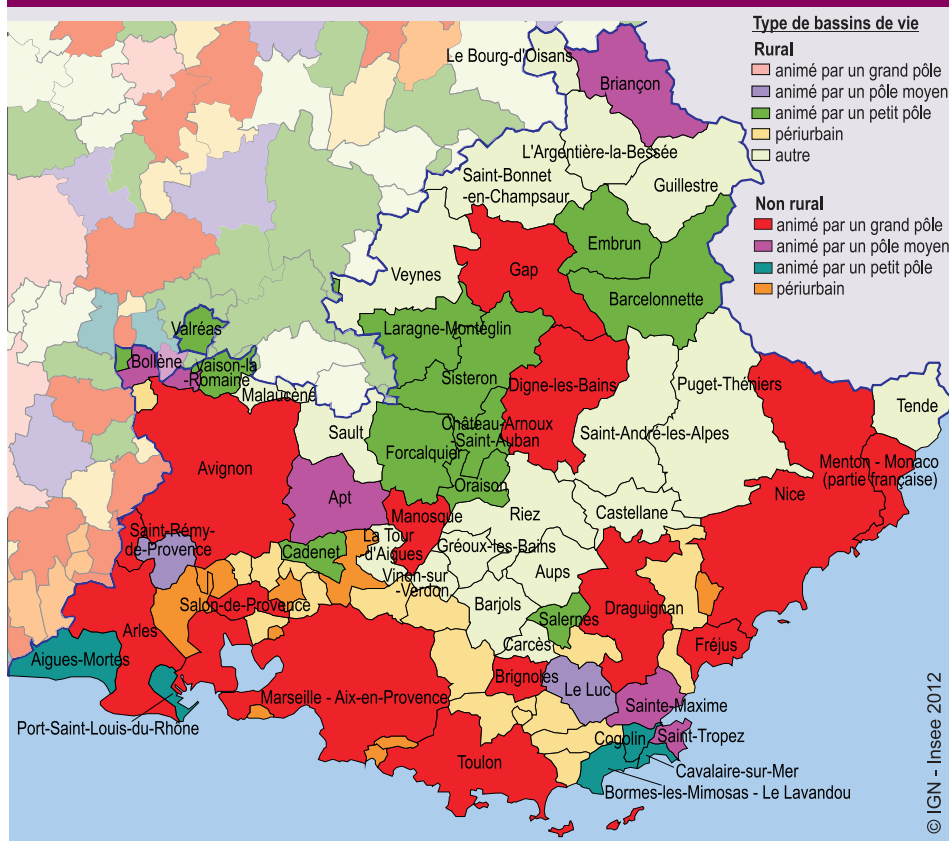 Type de bassins de vie
Rural
animé par un grand pôle
animé par un pôle moyen
animé par un petit pôle
périurbain
autre
Non rural
animé par un grand pôle
animé par un pôle moyen
animé par un petit pôle
périurbain
Le Bourg-d'Oisans
Briançon
L'Argentière-la-Bessée
Saint-Bonnet
-en-Champsaur
Guillestre
Embrun
Gap
Veynes
Barcelonnette
Valréas
Laragne-Montéglin
Bollène
Vaison-la
-Romaine
Malaucène
Sisteron
Digne-les-Bains
Puget-Théniers
Tende
Sault
Château-Arnoux
Saint-Auban
Saint-André-les-Alpes
Forcalquier
Avignon
Menton - Monaco
(partie française)
Oraison
Nice
Apt
Manosque
Riez
Castellane
Saint-Rémy-
de-Provence
La Tour
-d'Aigues
Cadenet
Gréoux-les-Bains
Vinon-sur
-Verdon
Aups
Salon-de-Provence
Barjols
Salernes
Draguignan
Arles
Carcès
Fréjus
Aigues-Mortes
Brignoles
Le Luc
Marseille - Aix-en-Provence
Sainte-Maxime
Port-Saint-Louis-du-Rhône
Cogolin
Saint-Tropez
Toulon
Cavalaire-sur-Mer
Bormes-les-Mimosas - Le Lavandou
© IGN - Insee 2012